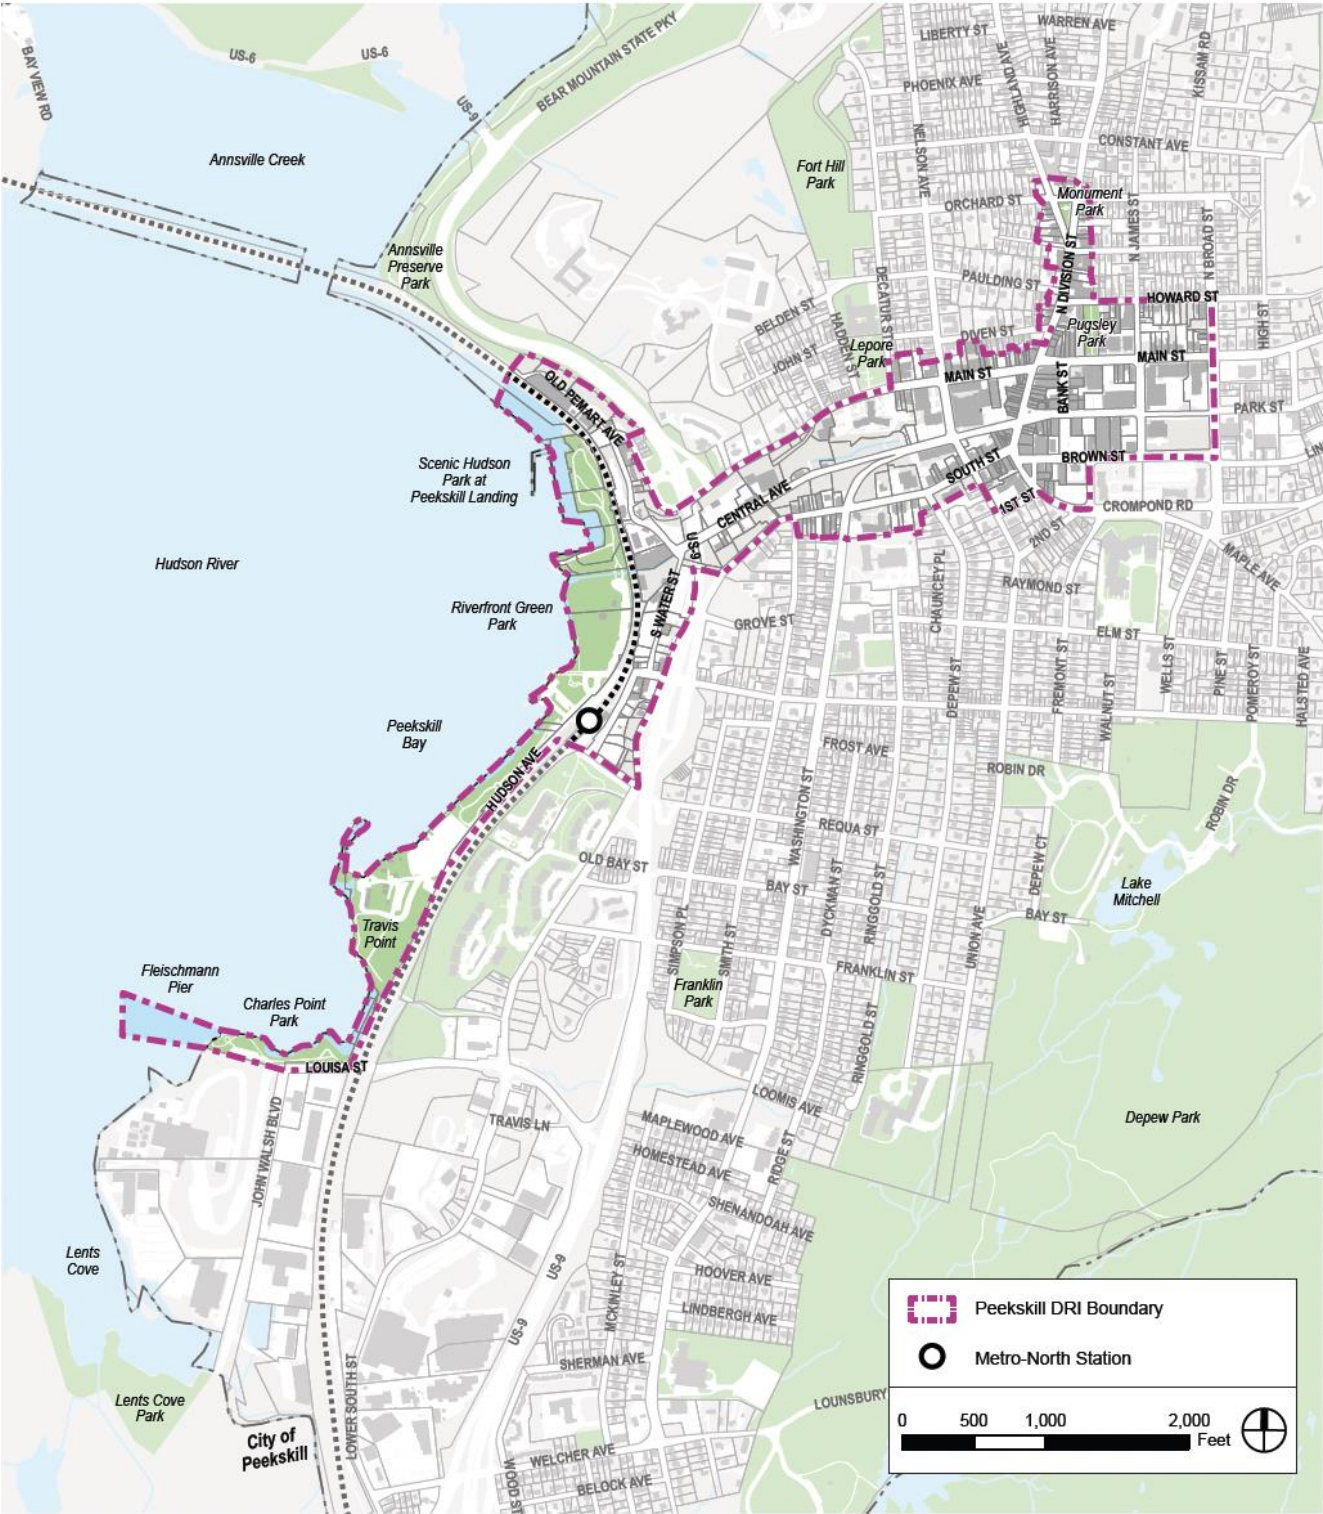 WARREN AVE
LIBERTY ST
BAY VIEW RD
US-6
US-6
BEAR MOUNTAIN STATE PKY
HIGHLAND AVE
HARRISON AVE
KISSAM RD
PHOENIX AVE
US-9
CONSTANT AVE
NELSON AVE
Annsville Creek
Fort Hill
Park
ORCHARD ST
Monument
Park
N JAMES ST
N BROAD ST
Annsville
Preserve
Park
N DIVISION ST
PAULDING ST
DECATUR ST
HOWARD ST
BELDEN ST
HADDEN ST
DIVEN ST
Pugsley
Park
HIGH ST
Lepore
Park
JOHN ST
MAIN ST
MAIN ST
BANK ST
OLD PEMART AVE
PARK ST
SOUTH ST
BROWN ST
LIN
Scenic Hudson
Park at
Peekskill Landing
CENTRAL AVE
1ST ST
CROMPOND RD
2ND ST
US-9
MAPLE AVE
Hudson River
CHAUNCEY PL
RAYMOND ST
S WATER ST
Riverfront Green
Park
GROVE ST
ELM ST
DEPEW ST
FREMONT ST
WALNUT ST
WELLS ST
PINE ST
POMEROY ST
HALSTED AVE
Peekskill
Bay
FROST AVE
ROBIN DR
HUDSON AVE
WASHINGTON ST
ROBIN DR
REQUA ST
OLD BAY ST
DEPEW CT
BAY ST
DYCKMAN ST
RINGGOLD ST
Lake
Mitchell
BAY ST
UNION AVE
SIMPSON PL
SMITH ST
Travis
Point
FRANKLIN ST
Fleischmann
Pier
Franklin
Park
Charles Point
Park
RINGGOLD ST
LOUISA ST
LOOMIS AVE
JOHN WALSH BLVD
TRAVIS LN
MAPLEWOOD AVE
Depew Park
HOMESTEAD AVE
RIDGE ST
SHENANDOAH AVE
Lents
Cove
US-9
HOOVER AVE
MCKINLEY ST
LINDBERGH AVE
US-9
SHERMAN AVE
Lents Cove
Park
LOWER SOUTH ST
LOUNSBURY
City of
Peekskill
WELCHER AVE
WOOD ST
BELOCK AVE
Peekskill DRI Boundary
Metro-North Station
0 500 1,000 2,000
Feet